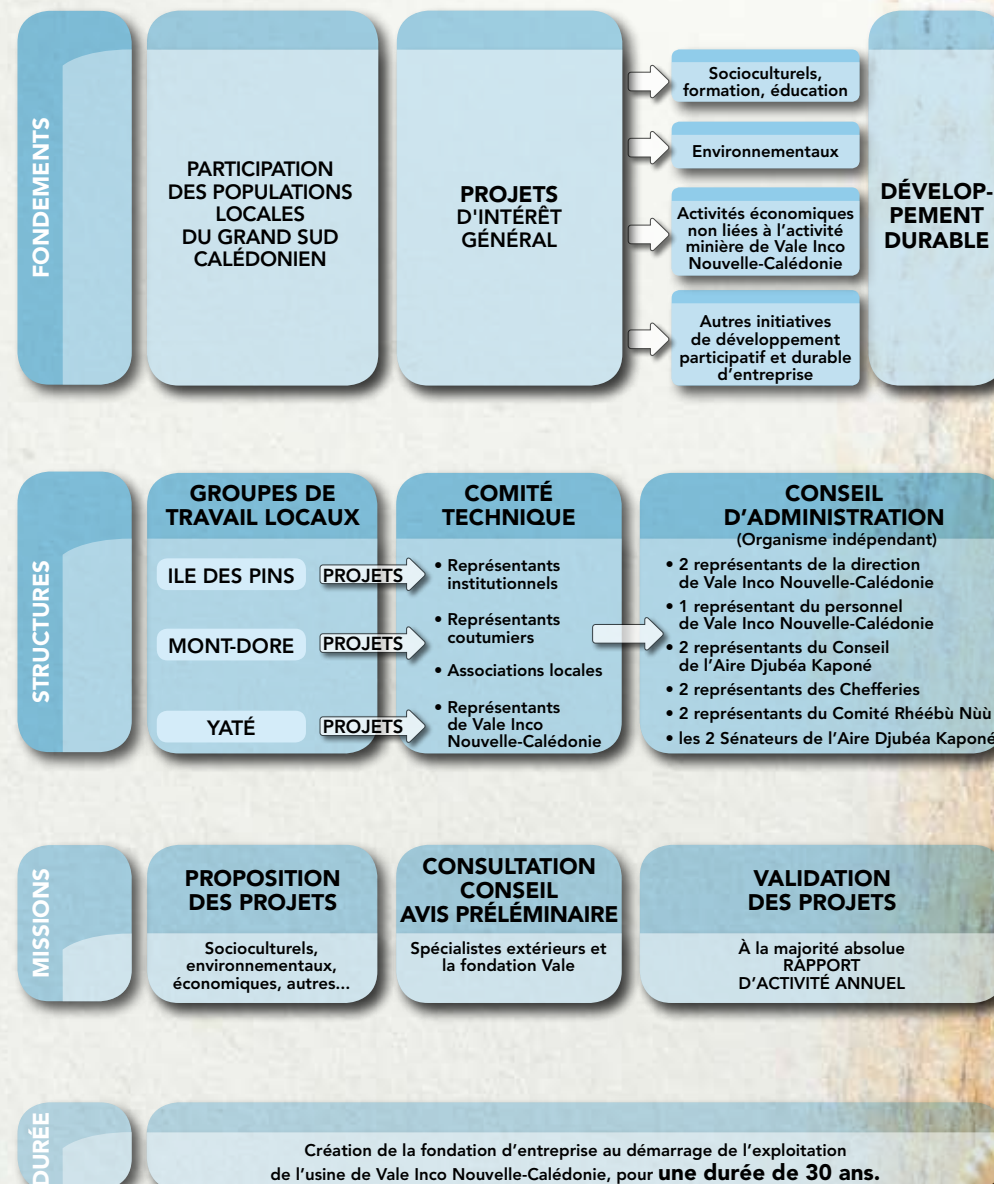 FONDEMENTS
PARTICIPATION
DES POPULATIONS
LOCALES
DU GRAND SUD
CALÉDONIEN
PROJETS
D'INTÉRÊT
GÉNÉRAL
Socioculturels,
formation, éducation
Environnementaux
Activités économiques
non liées à l'activité
minière de Vale Inco
Nouvelle-Calédonie
Autres initiatives
de développement
participatif et durable
d'entreprise
DÉVELOP-
PEMENT
DURABLE
STRUCTURES
GROUPES DE
TRAVAIL LOCAUX
ILE DES PINS
PROJETS
MONT-DORE
PROJETS
YATÉ
PROJETS
COMITÉ
TECHNIQUE
• Représentants
institutionnels
• Représentants
coutumiers
• Associations locales
• Représentants
de Vale Inco
Nouvelle-Calédonie
CONSEIL
D'ADMINISTRATION
(Organisme indépendant)
• 2 représentants de la direction
de Vale Inco Nouvelle-Calédonie
• 1 représentant du personnel
de Vale Inco Nouvelle-Calédonie
• 2 représentants du Conseil
de l'Aire Djubéa Kaponé
• 2 représentants des Chefferies
• 2 représentants du Comité Rhéébù Nùù
• les 2 Sénateurs de l'Aire Djubéa Kaponé
MISSIONS
PROPOSITION
DES PROJETS
Socioculturels,
environnementaux,
économiques, autres...
CONSULTATION
CONSEIL
AVIS PRÉLÉMINAIRE
Spécialistes extérieurs et
la fondation Vale
VALIDATION
DES PROJETS
À la majorité absolue
RAPPORT
D'ACTIVITÉ ANNUEL
DURÉE
Création de la fondation d'entreprise au démarrage de l'exploitation
de l'usine de Vale Inco Nouvelle-Calédonie, pour une durée de 30 ans.